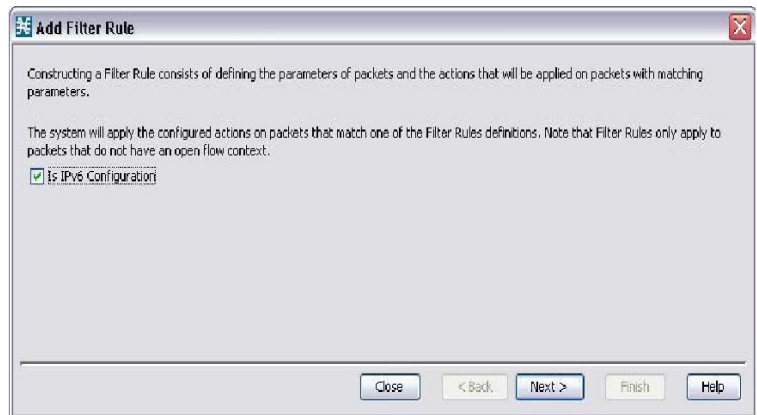 Add Filter Rule
Constructing a Filter Rule consists of defining the parameters of packets and the actions that will be applied on packets with matching
parameters.
The system will apply the configured actions on packets that match one of the Filter Rules definitions. Note that Filter Rules only apply to
packets that do not have an open flow context.
Is IPv6 Configuration
Close < Back Next > Finish Help